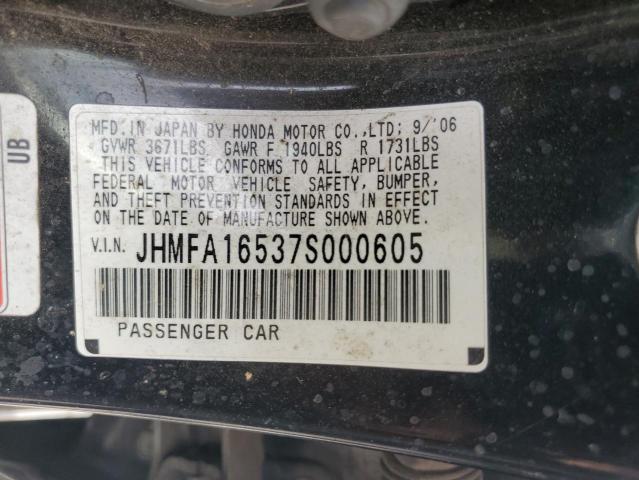 MFD. IN JAPAN BY HONDA MOTOR CO.,LTD; 9/'06
GVWR 3671LBS, GAWR F 1940LBS R 1731LBS
THIS VEHICLE CONFORMS TO ALL APPLICABLE
FEDERAL MOTOR VEHICLE SAFETY, BUMPER,
AND THEFT PREVENTION STANDARDS IN EFFECT
ON THE DATE OF MANUFACTURE SHOWN ABOVE.
V.I.N. JHMFA16537S000605
PASSENGER CAR
UB